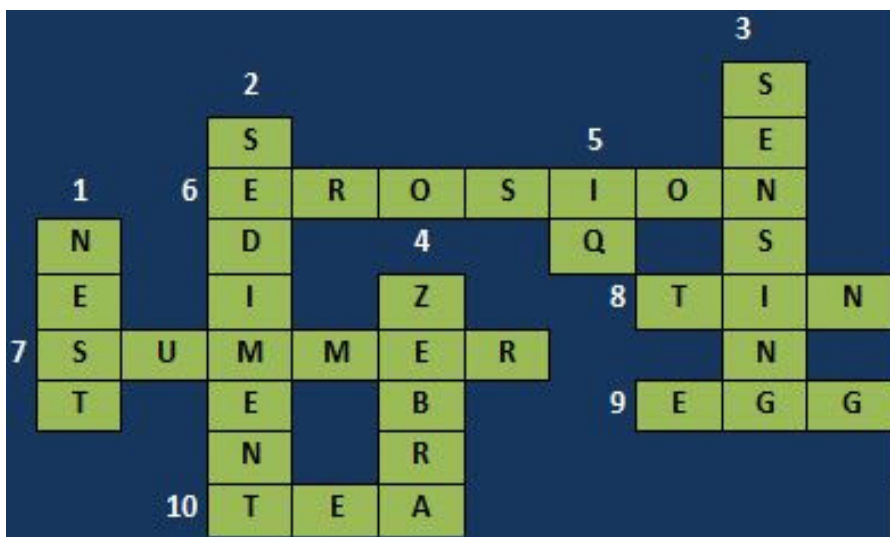 3
2 S
S 5 E
1 6 E R O S I O N
N D 4 Q S
E I Z 8 T I N
7 S U M M E R N
T E B 9 E G G
N R
10 T E A